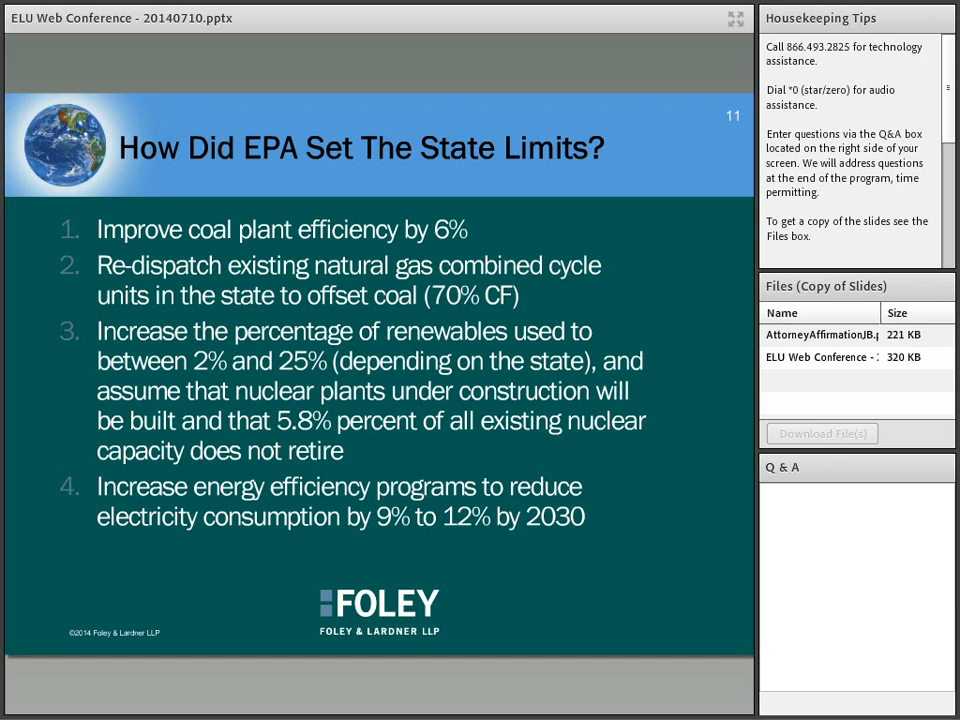 ELU Web Conference - 20140710.pptx
11
How Did EPA Set The State Limits?
1. Improve coal plant efficiency by 6%
2. Re-dispatch existing natural gas combined cycle
units in the state to offset coal (70% CF)
3. Increase the percentage of renewables used to
between 2% and 25% (depending on the state), and
assume that nuclear plants under construction will
be built and that 5.8% percent of all existing nuclear
capacity does not retire
4. Increase energy efficiency programs to reduce
electricity consumption by 9% to 12% by 2030
FOLEY
FOLEY & LARDNER LLP
©2014 Foley & Lardner LLP
Housekeeping Tips
Call 866.493.2825 for technology
assistance.
Dial *0 (star/zero) for audio
assistance.
Enter questions via the Q&A box
located on the right side of your
screen. We will address questions
at the end of the program, time
permitting.
To get a copy of the slides see the
Files box.
Files (Copy of Slides)
Name Size
AttorneyAffirmationJB.p 221 KB
ELU Web Conference - 320 KB
Download File(s)
Q & A